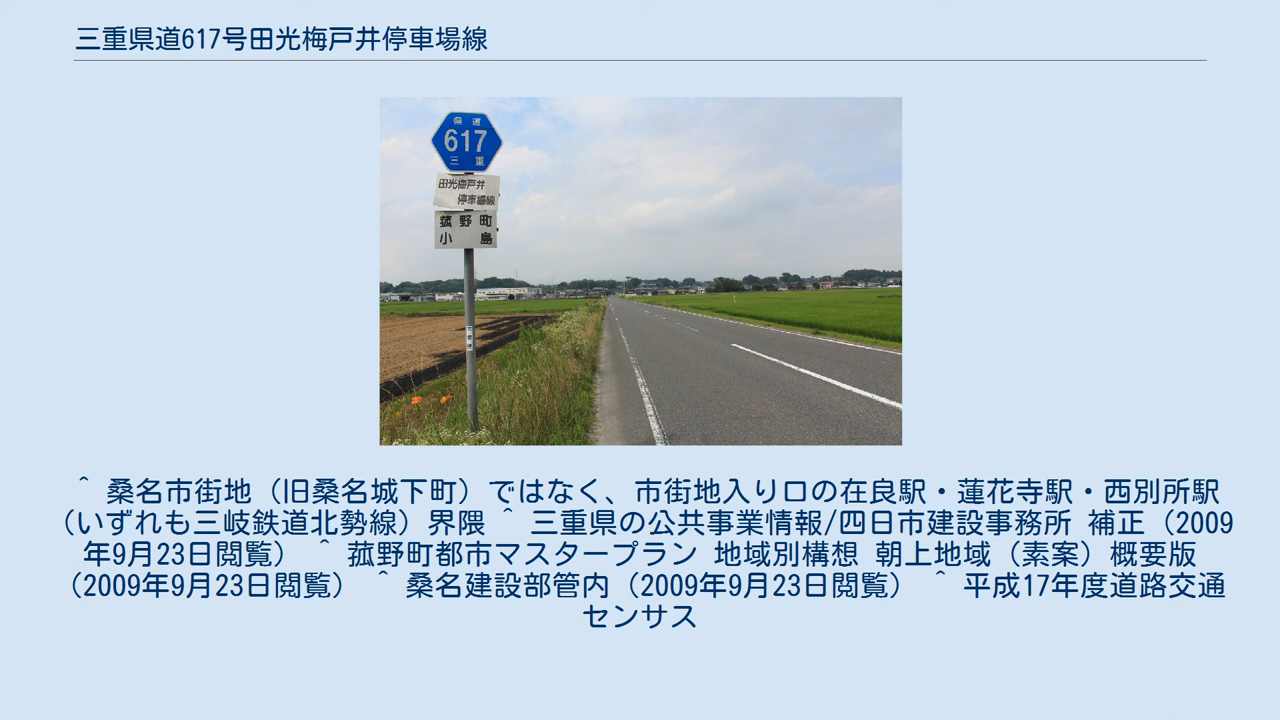 三重県道617号田光梅戸井停車場線
県道
617
三重
田光梅戸井
停車場線
菰野町
小島
^ 桑名市街地（旧桑名城下町）ではなく、市街地入り口の在良駅・蓮花寺駅・西別所駅
（いずれも三岐鉄道北勢線）界隈 ^ 三重県の公共事業情報/四日市建設事務所 補正（2009
年9月23日閲覧） ^ 菰野町都市マスタープラン 地域別構想 朝上地域（素案）概要版
（2009年9月23日閲覧） ^ 桑名建設部管内（2009年9月23日閲覧） ^ 平成17年度道路交通
センサス